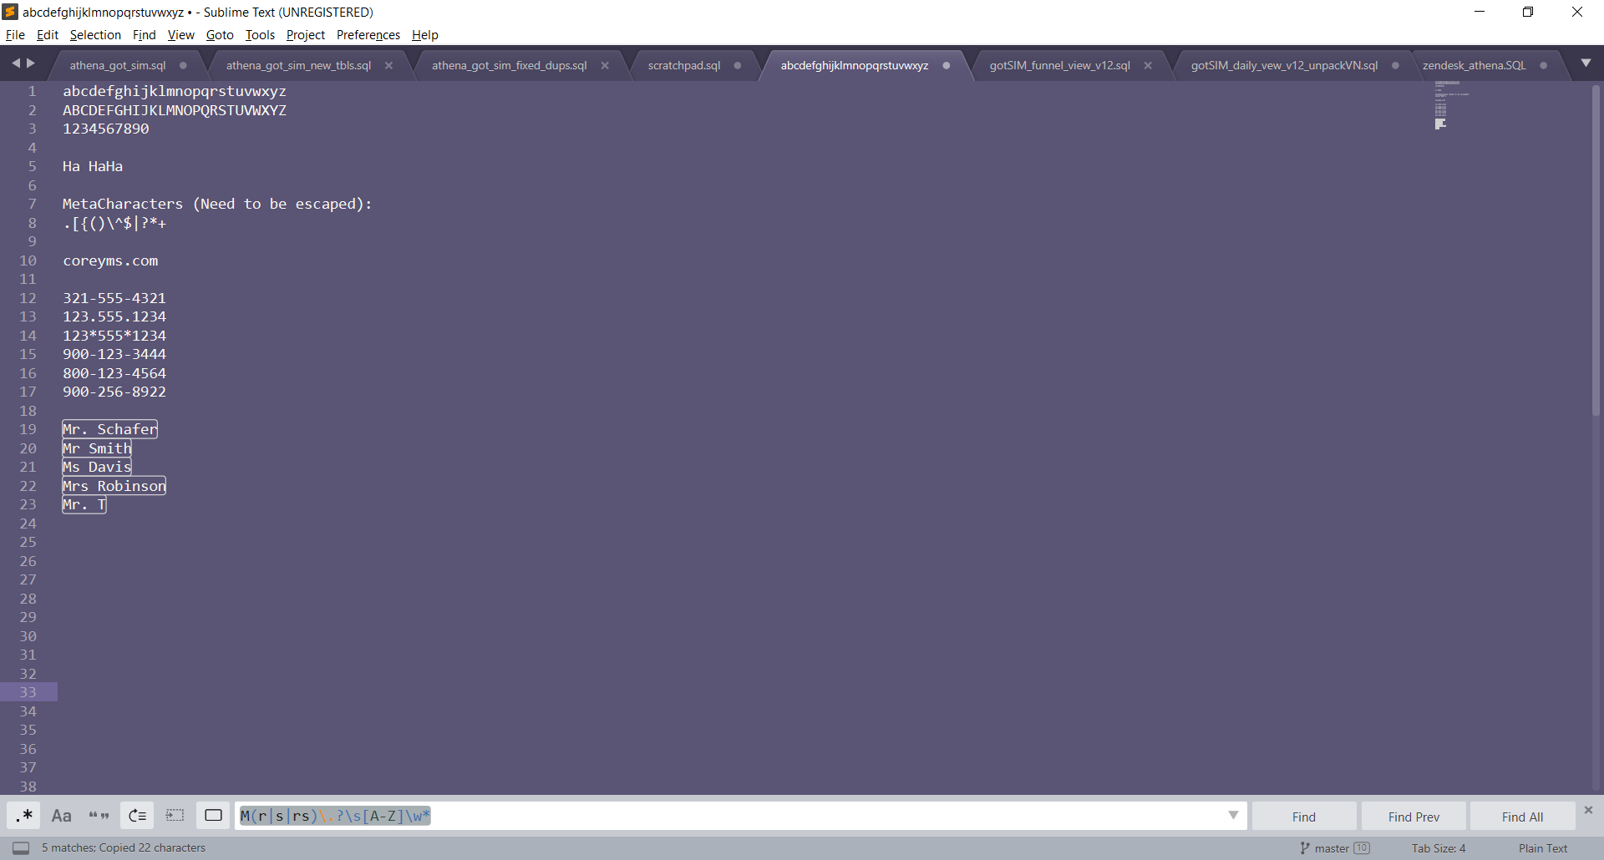 abcdefghijklmnopqrstuvwxyz • - Sublime Text (UNREGISTERED)
File Edit Selection Find View Goto Tools Project Preferences Help
athena_got_sim.sql athena_got_sim_new_tbls.sql athena_got_sim_fixed_dups.sql scratchpad.sql abcdefghijklmnopqrstuvwxyz gotSIM_funnel_view_v12.sql gotSIM_daily_vew_v12_unpackVN.sql zendesk_athena.SQL
1 abcdefghijklmnopqrstuvwxyz
2 ABCDEFGHIJKLMNOPQRSTUVWXYZ
3 1234567890
4
5 Ha HaHa
6
7 MetaCharacters (Need to be escaped):
8 .[{()\^$|?*+
9
10 coreyms.com
11
12 321-555-4321
13 123.555.1234
14 123*555*1234
15 900-123-3444
16 800-123-4564
17 900-256-8922
18
19 Mr. Schafer
20 Mr Smith
21 Ms Davis
22 Mrs Robinson
23 Mr. T
24
25
26
27
28
29
30
31
32
33
34
35
36
37
38
.* Aa “” M(r|s|rs)\.?\s[A-Z]\w* Find Find Prev Find All
5 matches: Copied 22 characters master 10 Tab Size: 4 Plain Text